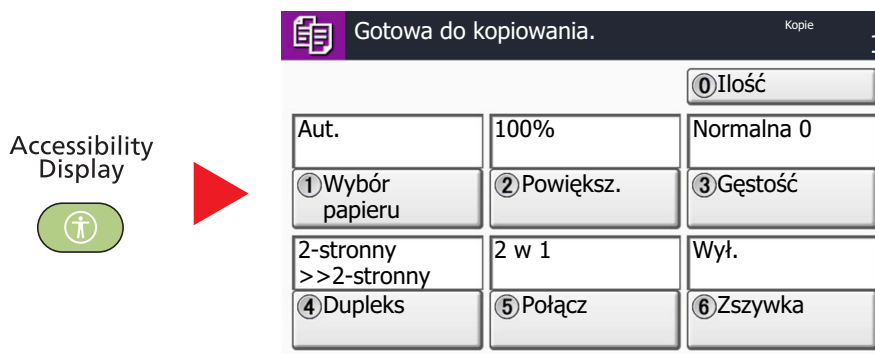 Accessibility
Display
Gotowa do kopiowania.
Kopie
0 Ilość
Aut.
100%
Normalna 0
1 Wybór
papieru
2 Powiększ.
3 Gęstość
2-stronny
>>2-stronny
2 w 1
Wył.
4 Dupleks
5 Połącz
6 Zszywka